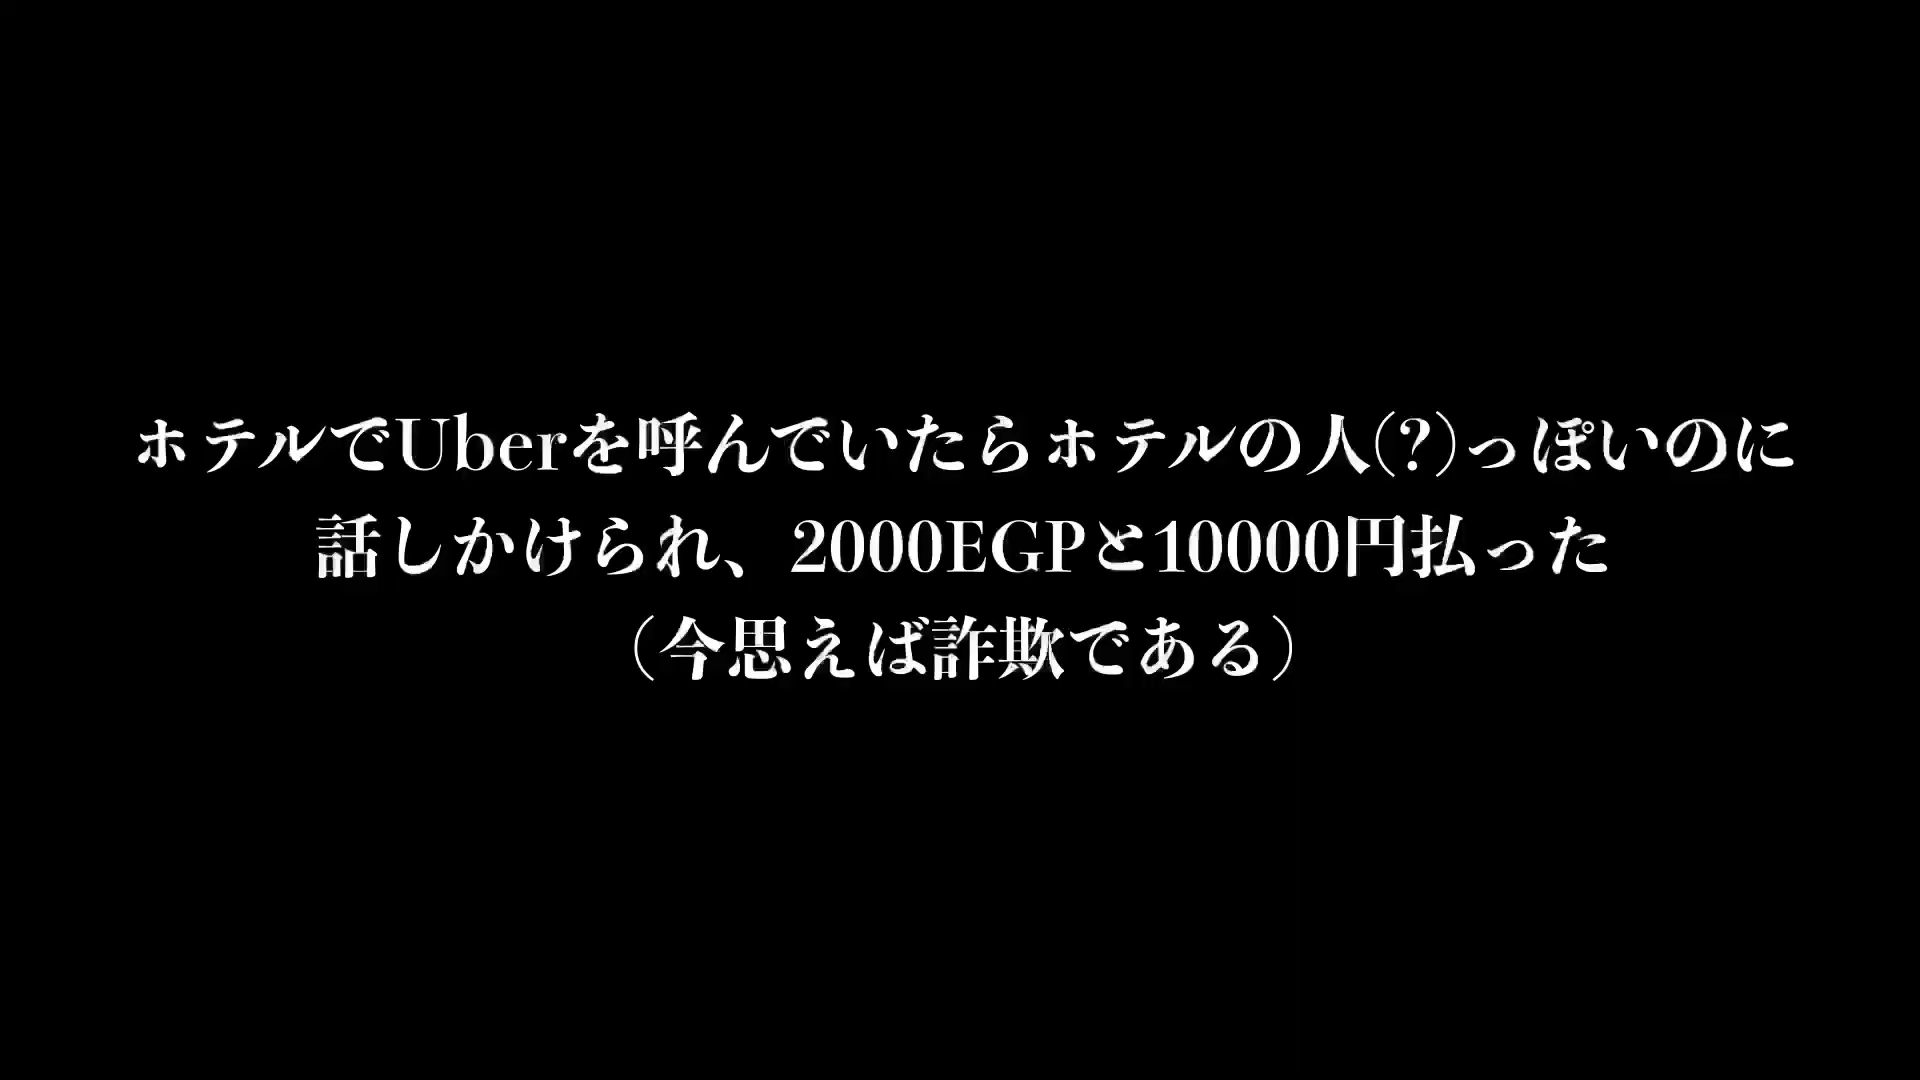 ホテルでUberを呼んでいたらホテルの人(?)っぽいのに
話しかけられ、2000EGPと10000円払った
（今思えば詐欺である）